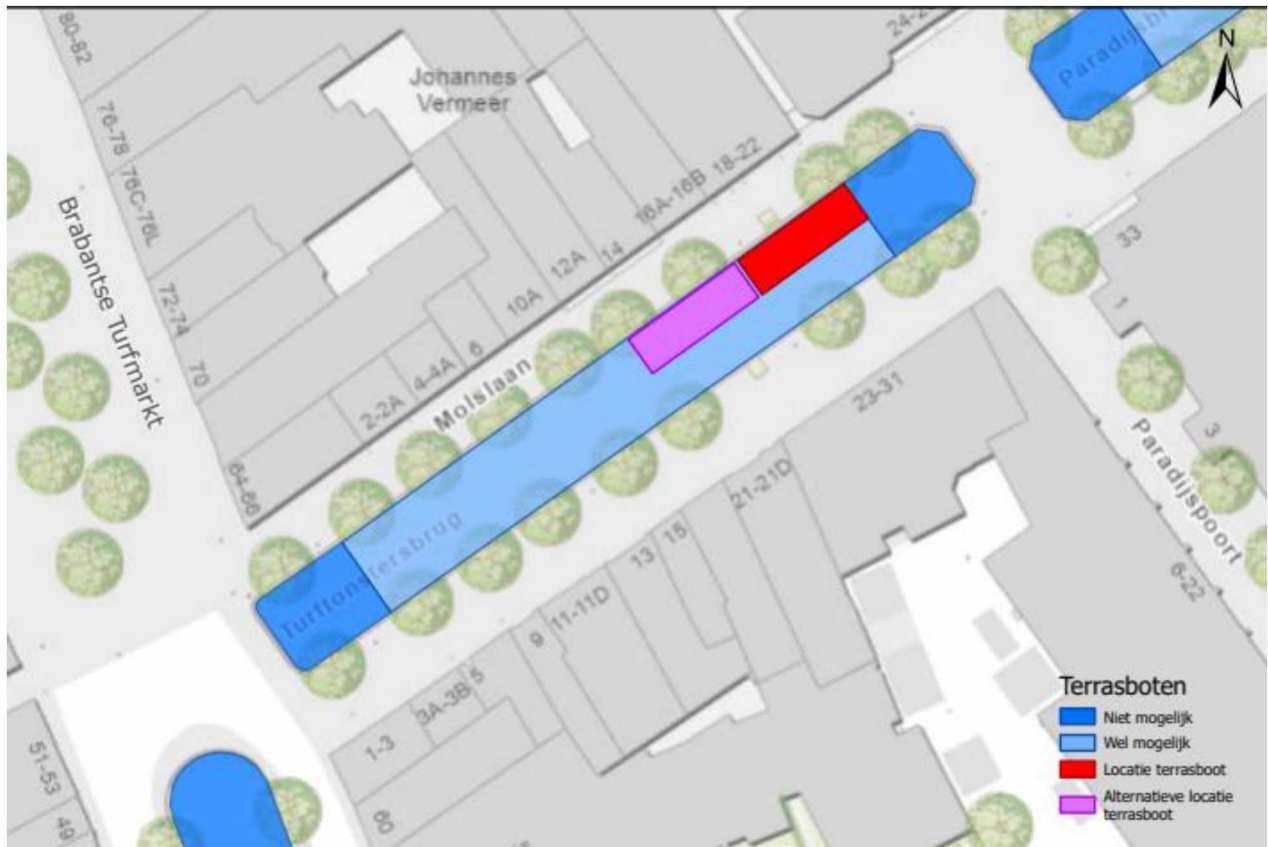 80-82
24-2
Paradijsbr
N
Johannes
Vermeer
76-78
76C-76L
18-22
16A-16B
14
12A
10A
6
4-4A
2-2A
Molslaan
Brabantse Turfmarkt
72-74
70
64-66
33
1
3
Paradijspoort
6-22
23-31
21-21D
15
13
11-11D
9
5
3A-3B
1-3
60
Turftonstersbrug
51-53
49
Terrasboten
Niet mogelijk
Wel mogelijk
Locatie terrasboot
Alternatieve locatie
terrasboot